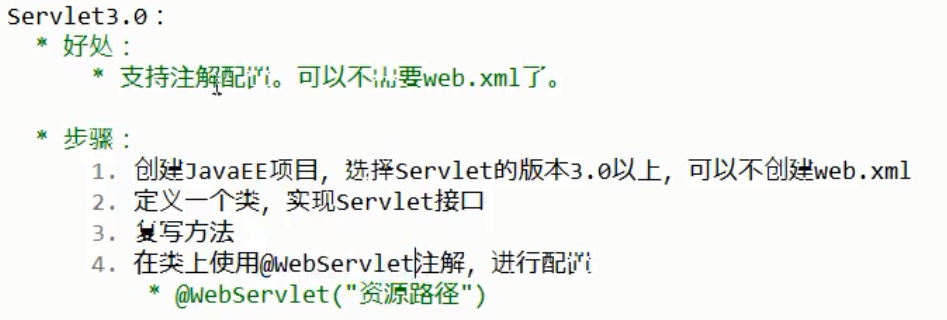 Servlet3.0：
* 好处：
* 支持注解配置。可以不需要web.xml了。
* 步骤：
1. 创建JavaEE项目，选择Servlet的版本3.0以上，可以不创建web.xml
2. 定义一个类，实现Servlet接口
3. 复写方法
4. 在类上使用@WebServlet注解，进行配置
* @WebServlet("资源路径")